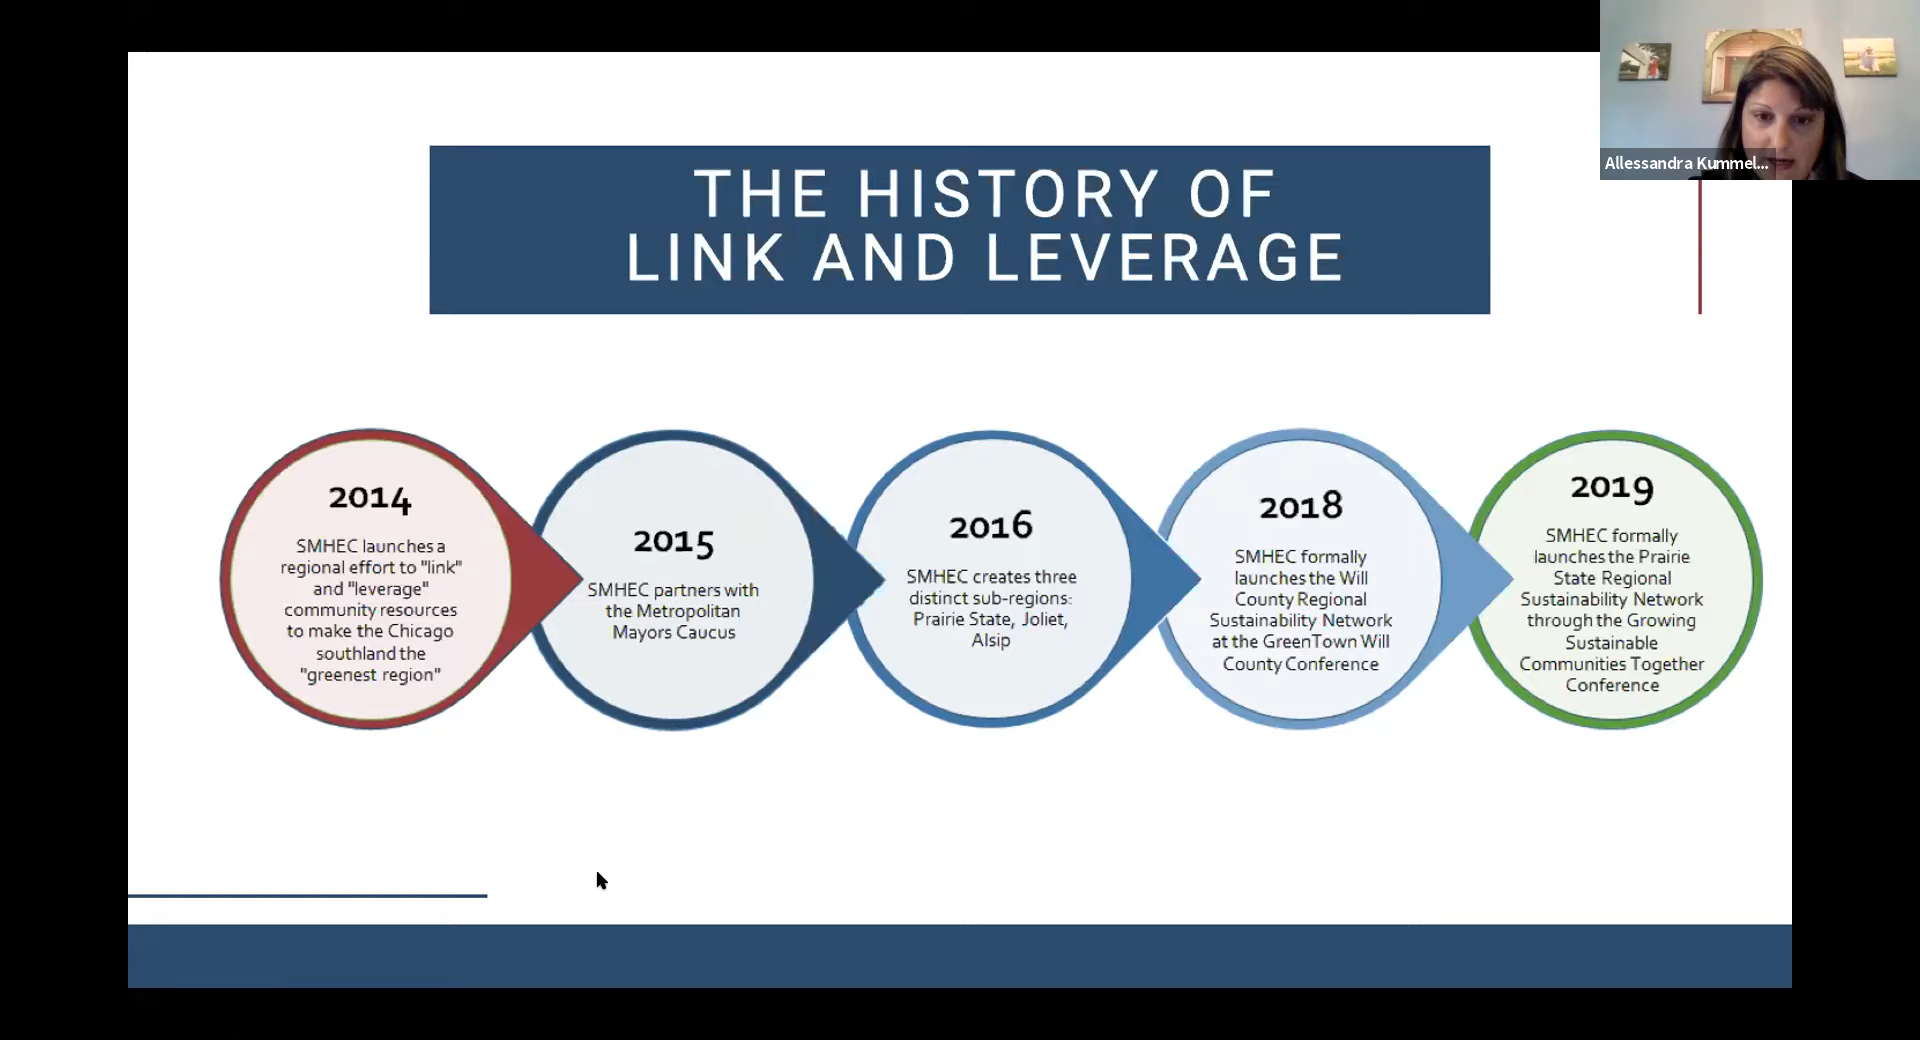 THE HISTORY OF
LINK AND LEVERAGE
Allessandra Kummel...
2014
SMHEC launches a
regional effort to "link"
and "leverage"
community resources
to make the Chicago
southland the
"greenest region"
2015
SMHEC partners with
the Metropolitan
Mayors Caucus
2016
SMHEC creates three
distinct sub-regions:
Prairie State, Joliet,
Alsip
2018
SMHEC formally
launches the Will
County Regional
Sustainability Network
at the GreenTown Will
County Conference
2019
SMHEC formally
launches the Prairie
State Regional
Sustainability Network
through the Growing
Sustainable
Communities Together
Conference